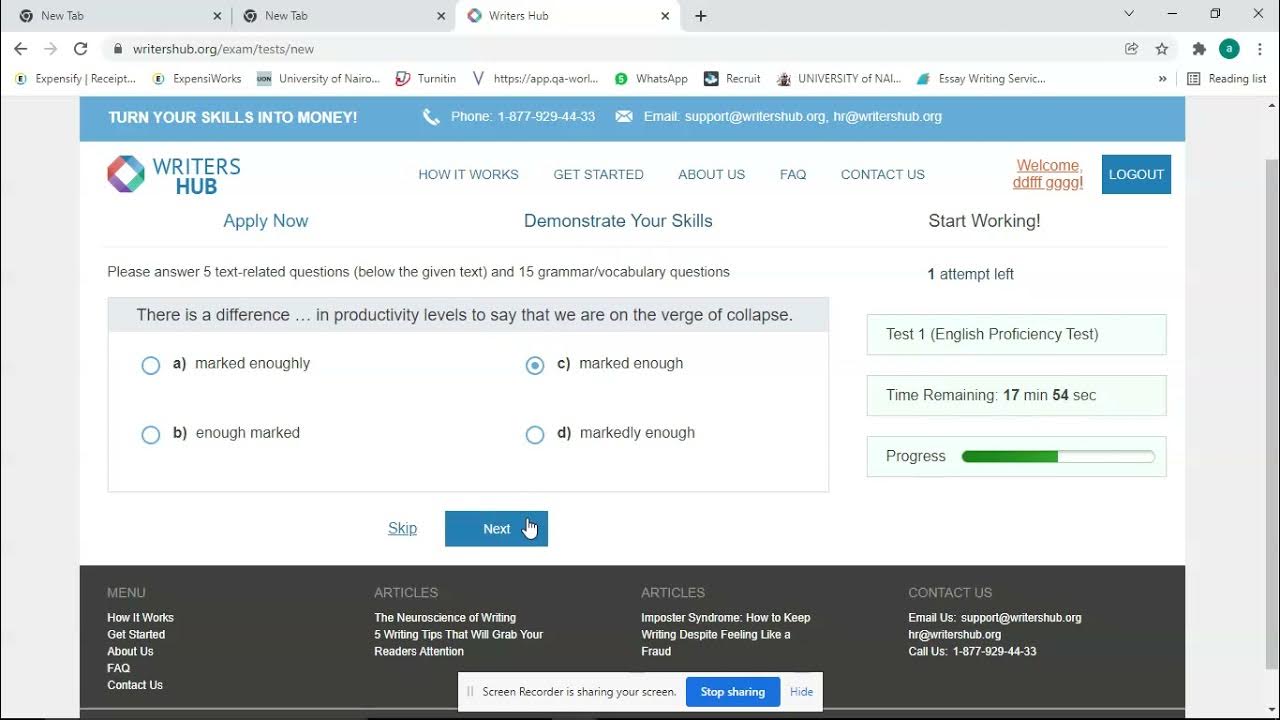 New Tab
New Tab
Writers Hub
writershub.org/exam/tests/new
a
Expensify | Receipt...
ExpensiWorks
UON
University of Nairo...
Turnitin
https://app.qa-worl...
WhatsApp
Recruit
UNIVERSITY OF NAI...
Essay Writing Servic...
»
Reading list
TURN YOUR SKILLS INTO MONEY!
Phone: 1-877-929-44-33
Email: support@writershub.org, hr@writershub.org
WRITERS
HUB
HOW IT WORKS
GET STARTED
ABOUT US
FAQ
CONTACT US
Welcome,
ddfff gggg!
LOGOUT
Apply Now
Demonstrate Your Skills
Start Working!
Please answer 5 text-related questions (below the given text) and 15 grammar/vocabulary questions
1 attempt left
There is a difference … in productivity levels to say that we are on the verge of collapse.
a) marked enoughly
c) marked enough
b) enough marked
d) markedly enough
Test 1 (English Proficiency Test)
Time Remaining: 17 min 54 sec
Progress
Skip
Next
MENU
How It Works
Get Started
About Us
FAQ
Contact Us
ARTICLES
The Neuroscience of Writing
5 Writing Tips That Will Grab Your
Readers Attention
ARTICLES
Imposter Syndrome: How to Keep
Writing Despite Feeling Like a
Fraud
CONTACT US
Email Us: support@writershub.org
hr@writershub.org
Call Us: 1-877-929-44-33
Screen Recorder is sharing your screen.
Stop sharing
Hide